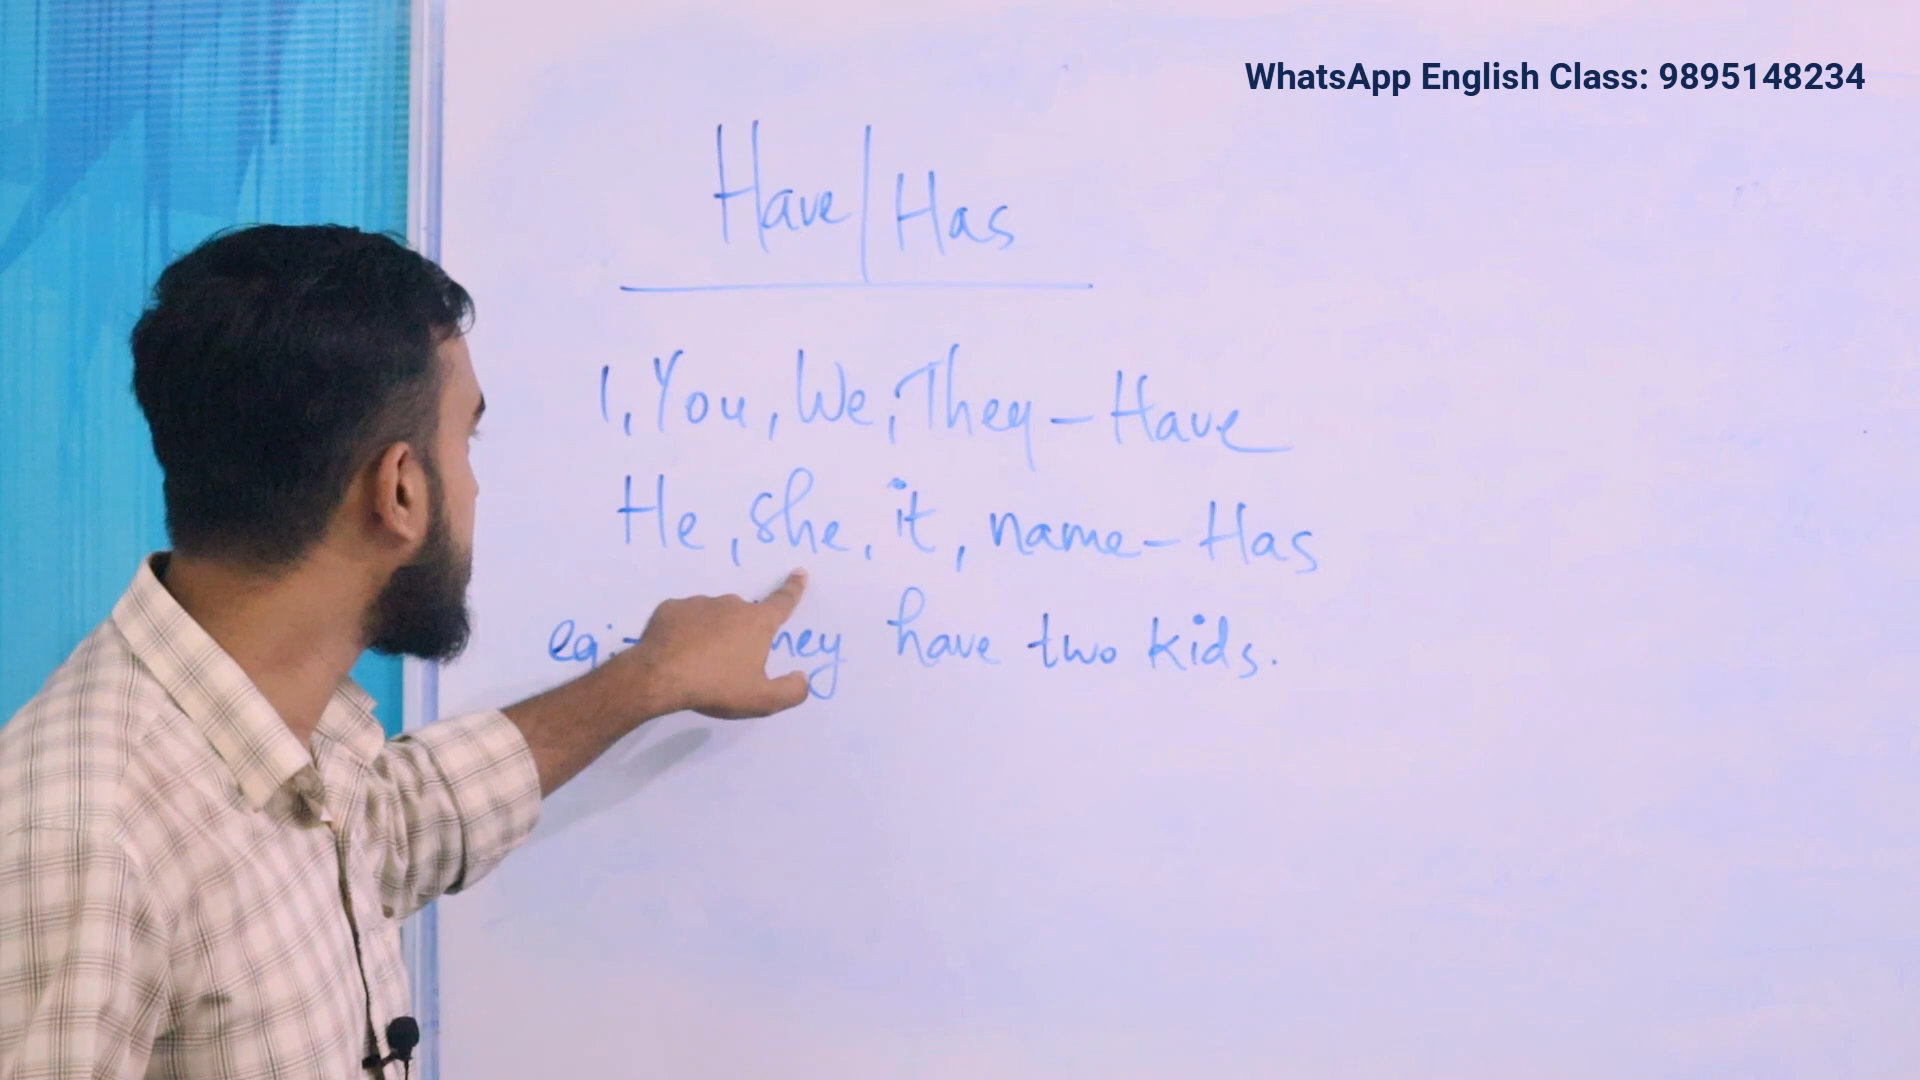 WhatsApp English Class: 9895148234
Have/Has
I, You, We, They - Have
He, she, it, name - Has
eg:- They have two kids.